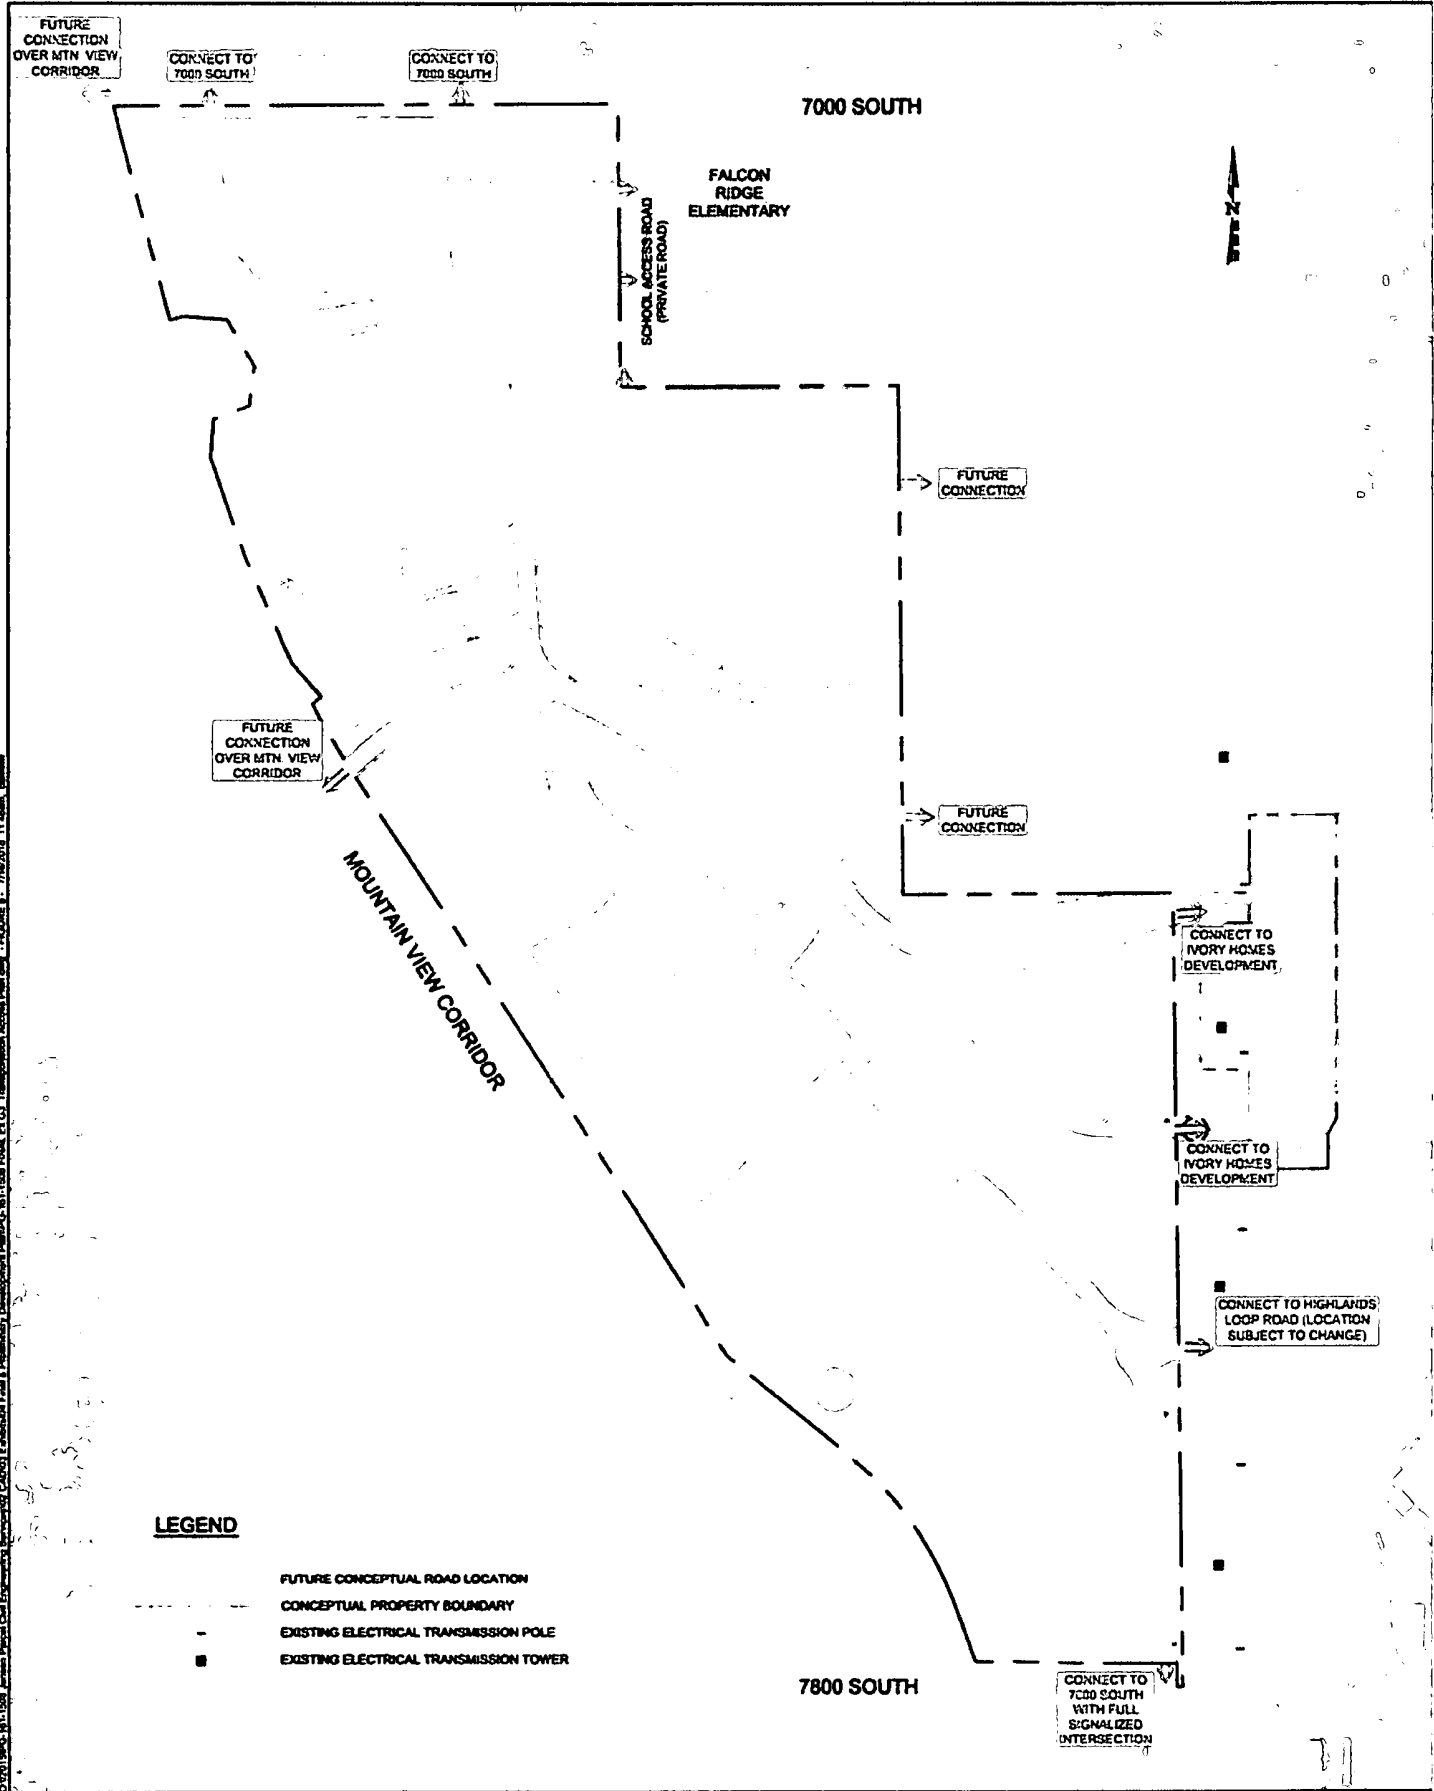 FUTURE
CONNECTION
OVER MTN. VIEW
CORRIDOR
CONNECT TO
7000 SOUTH
CONNECT TO
7000 SOUTH
7000 SOUTH
FALCON
RIDGE
ELEMENTARY
SCHOOL ACCESS ROAD
(PRIVATE ROAD)
N
FUTURE
CONNECTION
FUTURE
CONNECTION
OVER MTN. VIEW
CORRIDOR
FUTURE
CONNECTION
MOUNTAIN VIEW CORRIDOR
CONNECT TO
IVORY HOMES
DEVELOPMENT
CONNECT TO
IVORY HOMES
DEVELOPMENT
CONNECT TO HIGHLANDS
LOOP ROAD (LOCATION
SUBJECT TO CHANGE)
LEGEND
FUTURE CONCEPTUAL ROAD LOCATION
CONCEPTUAL PROPERTY BOUNDARY
EXISTING ELECTRICAL TRANSMISSION POLE
EXISTING ELECTRICAL TRANSMISSION TOWER
7800 SOUTH
CONNECT TO
SOUTH
WITH FULL
SIGNALIZED
INTERSECTION